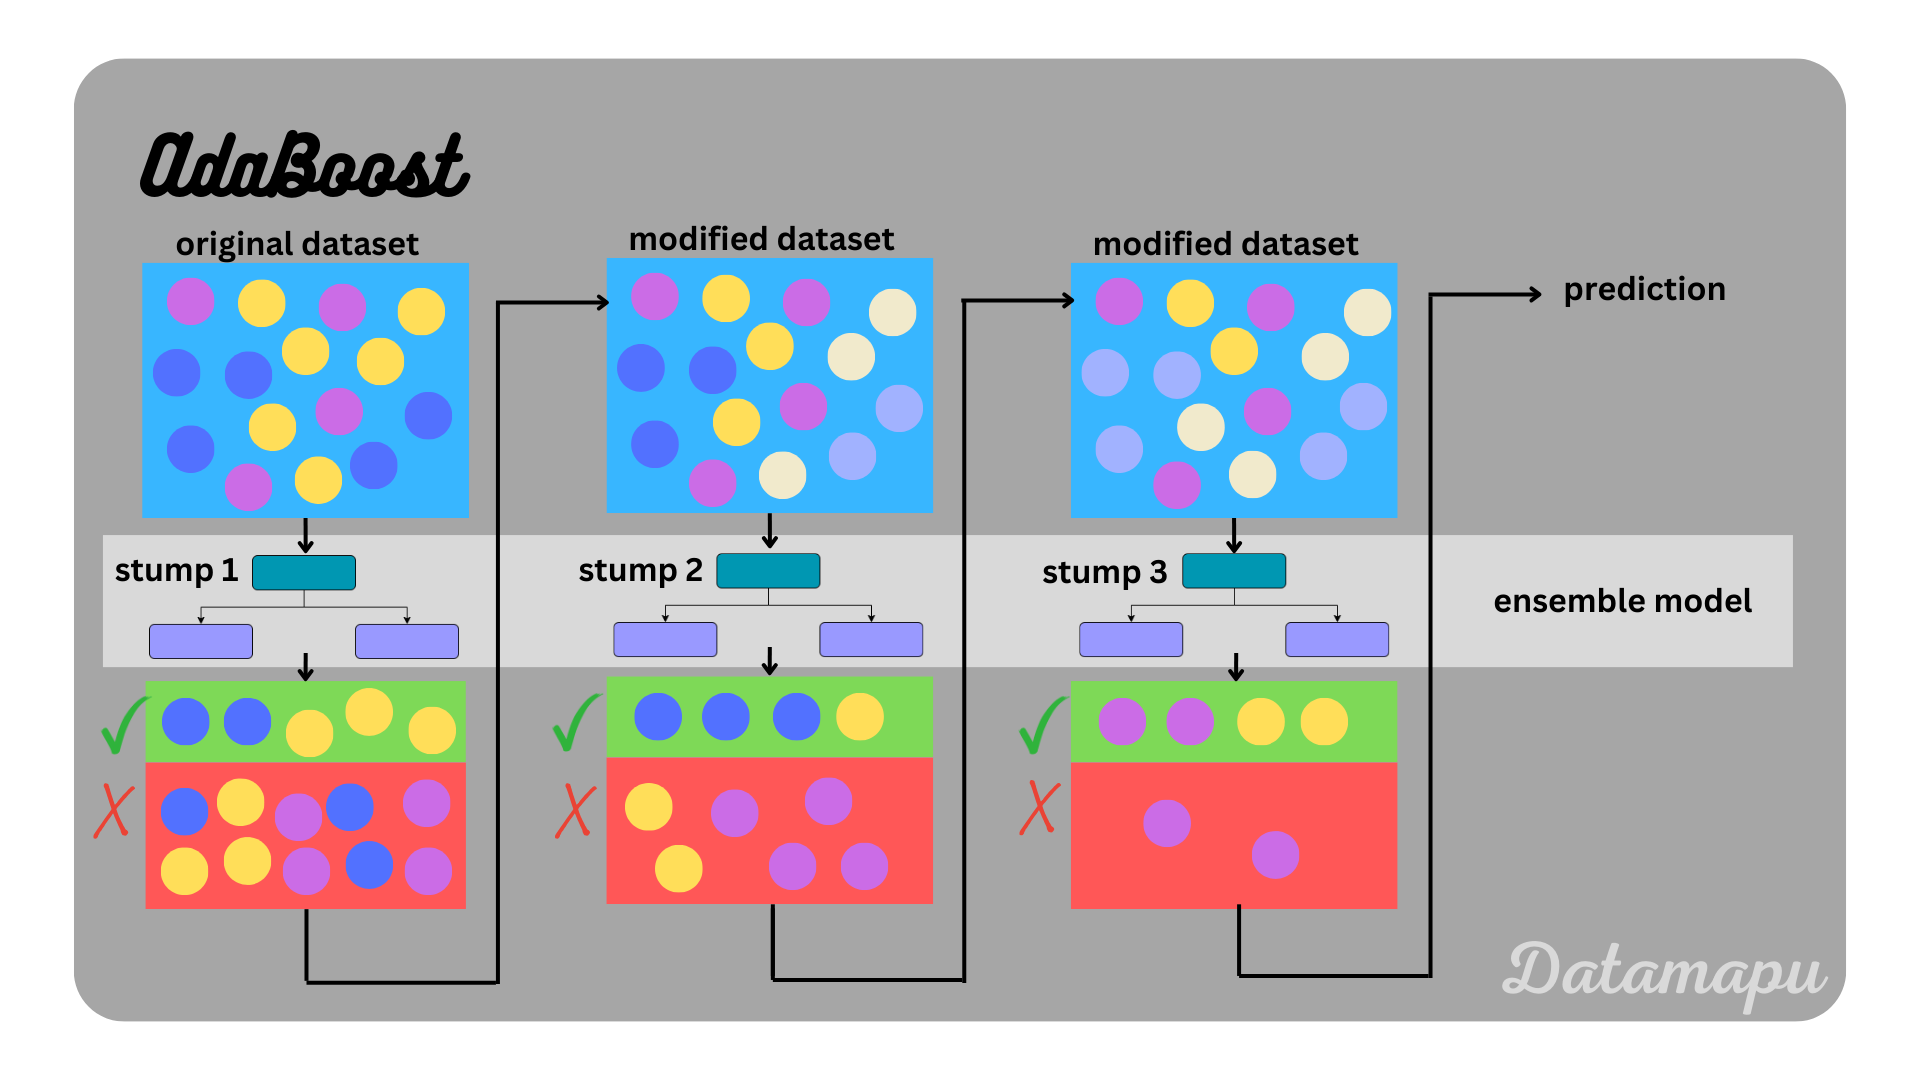 AdaBoost
original dataset
modified dataset
modified dataset
prediction
stump 1
stump 2
stump 3
ensemble model
Datamapu